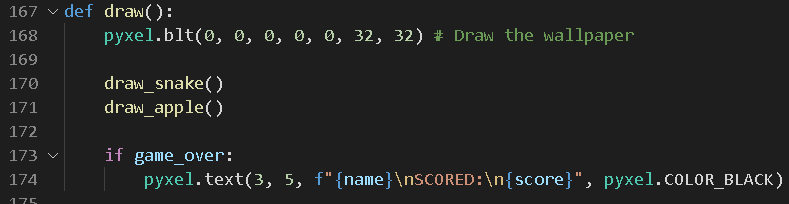 167 def draw():
168 pyxel.blt(0, 0, 0, 0, 0, 32, 32) # Draw the wallpaper
169
170 draw_snake()
171 draw_apple()
172
173 if game_over:
174 pyxel.text(3, 5, f"{name}\nSCORED:\n{score}", pyxel.COLOR_BLACK)
175